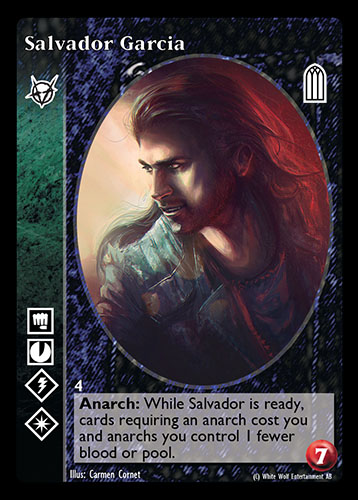 Salvador Garcia
4
Anarch: While Salvador is ready,
cards requiring an anarch cost you
and anarchs you control 1 fewer
blood or pool.
7
Illus: Carmen Cornet
(C) White Wolf Entertainment AB